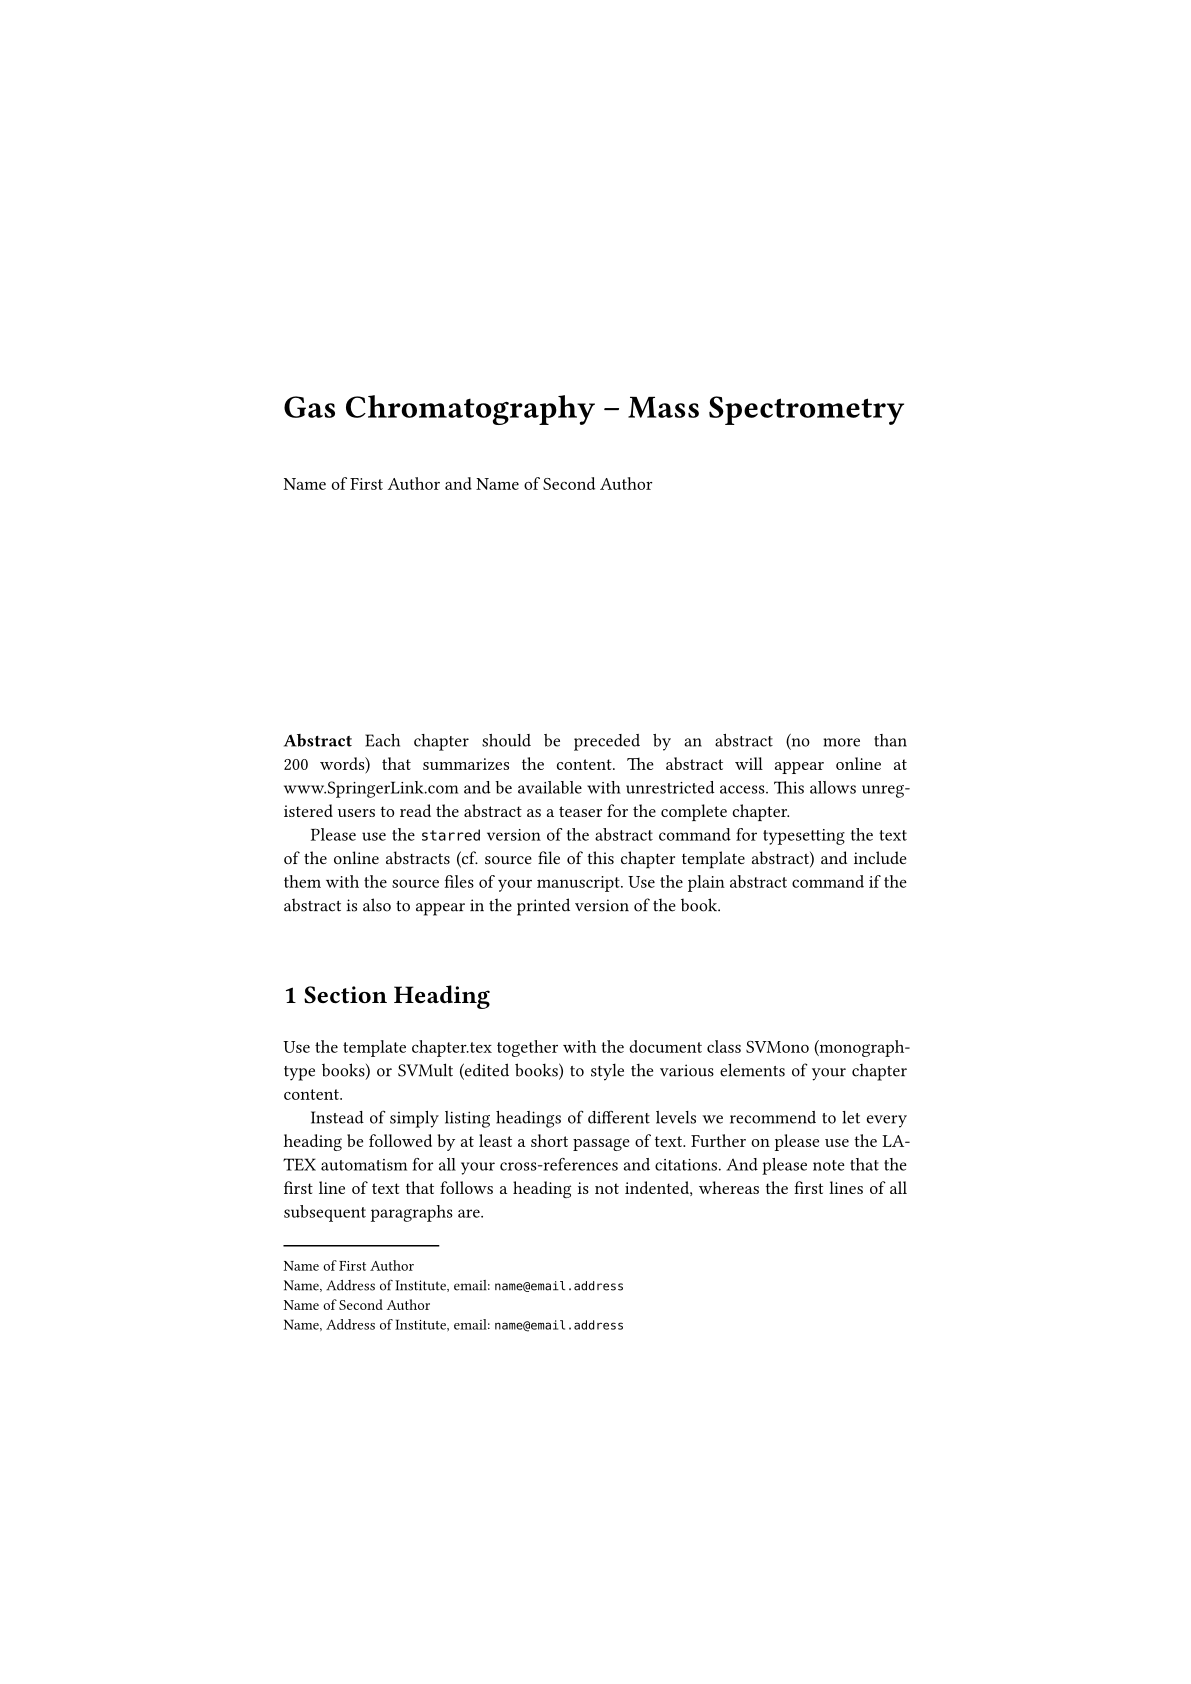 Gas Chromatography – Mass Spectrometry
Name of First Author and Name of Second Author
Abstract Each chapter should be preceded by an abstract (no more than
200 words) that summarizes the content. The abstract will appear online at
www.SpringerLink.com and be available with unrestricted access. This allows unreg-
istered users to read the abstract as a teaser for the complete chapter.
Please use the starred version of the abstract command for typesetting the text
of the online abstracts (cf. source file of this chapter template abstract) and include
them with the source files of your manuscript. Use the plain abstract command if the
abstract is also to appear in the printed version of the book.
1 Section Heading
Use the template chapter.tex together with the document class SVMono (monograph-
type books) or SVMult (edited books) to style the various elements of your chapter
content.
Instead of simply listing headings of different levels we recommend to let every
heading be followed by at least a short passage of text. Further on please use the LA-
TEX automatism for all your cross-references and citations. And please note that the
first line of text that follows a heading is not indented, whereas the first lines of all
subsequent paragraphs are.
Name of First Author
Name, Address of Institute, email: name@email.address
Name of Second Author
Name, Address of Institute, email: name@email.address